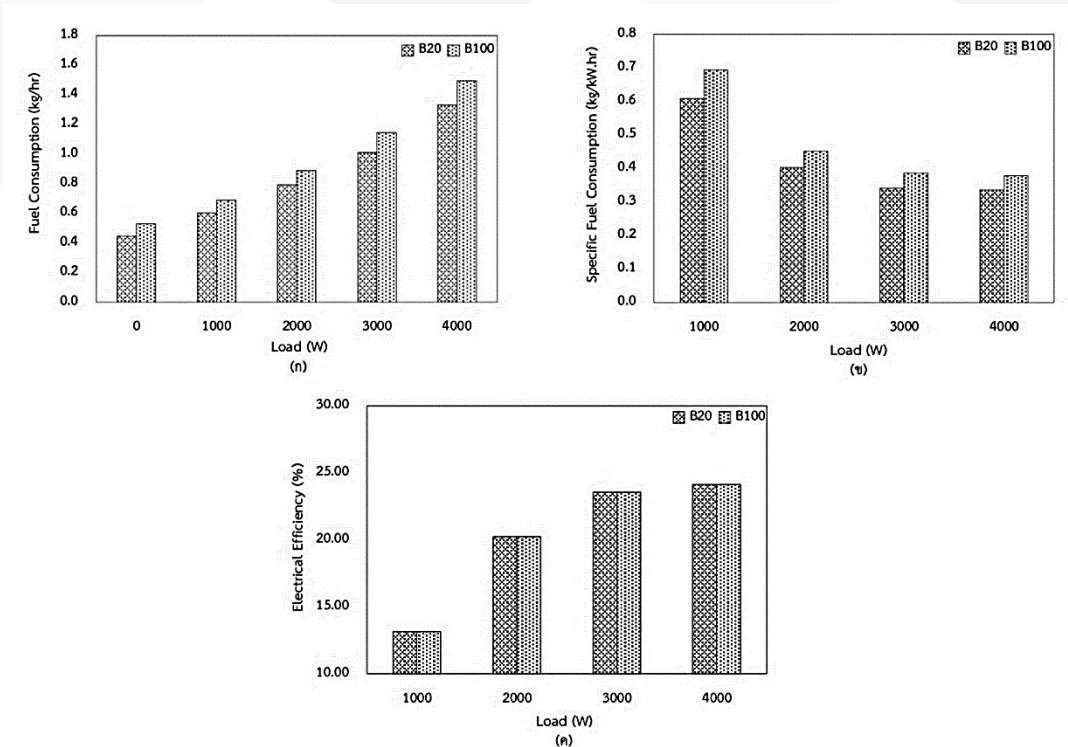 Fuel Consumption (kg/hr)
1.8
1.6
1.4
1.2
1.0
0.8
0.6
0.4
0.2
0.0
B20 B100
0 1000 2000 3000 4000
Load (W)
(ก)
Specific Fuel Consumption (kg/kW.hr)
0.8
0.7
0.6
0.5
0.4
0.3
0.2
0.1
0.0
B20 B100
1000 2000 3000 4000
Load (W)
(ข)
Electrical Efficiency (%)
30.00
25.00
20.00
15.00
10.00
B20 B100
1000 2000 3000 4000
Load (W)
(ค)